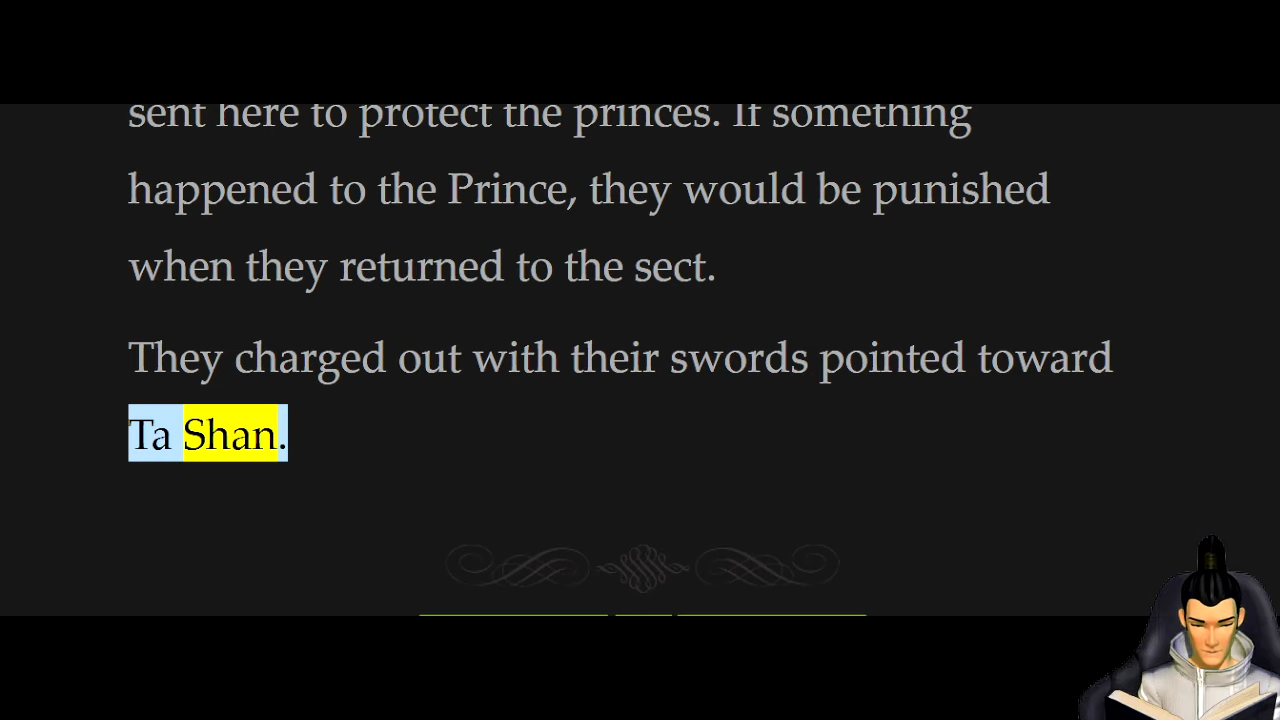 sent here to protect the princes. If something
happened to the Prince, they would be punished
when they returned to the sect.
They charged out with their swords pointed toward
Ta Shan.